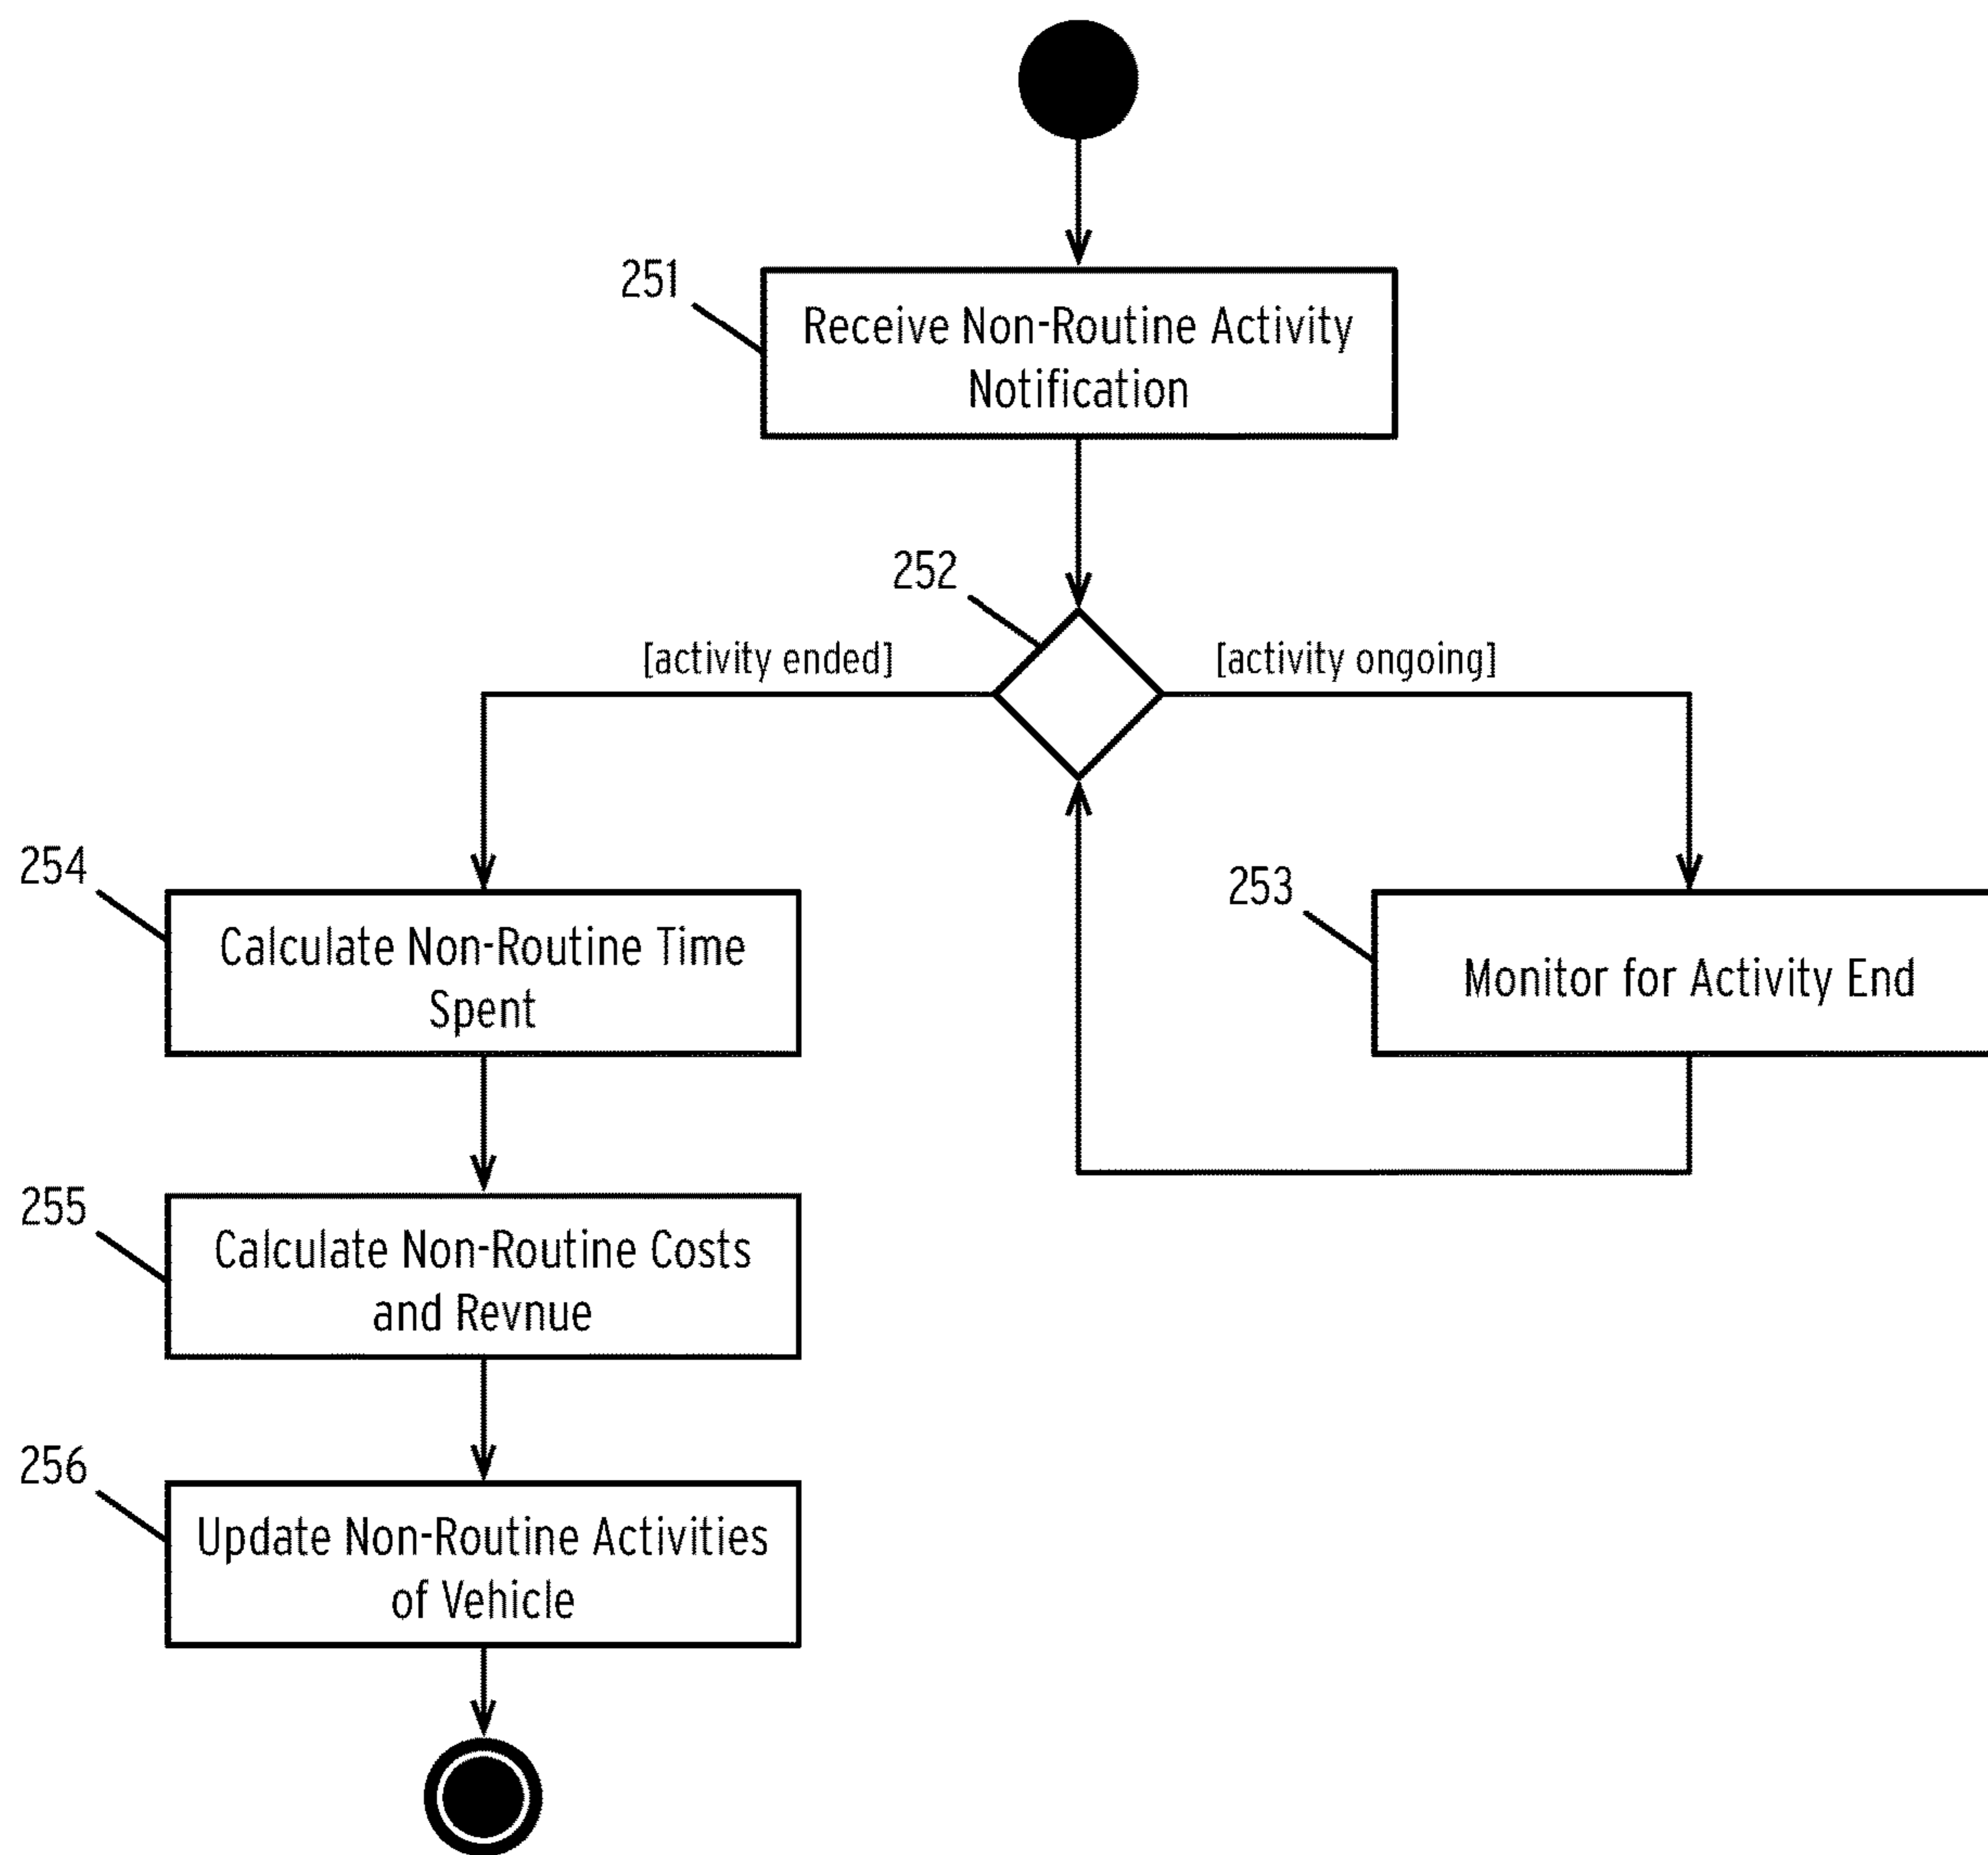 251
Receive Non-Routine Activity
Notification
252
[activity ended]
[activity ongoing]
254
Calculate Non-Routine Time
Spent
253
Monitor for Activity End
255
Calculate Non-Routine Costs
and Revnue
256
Update Non-Routine Activities
of Vehicle